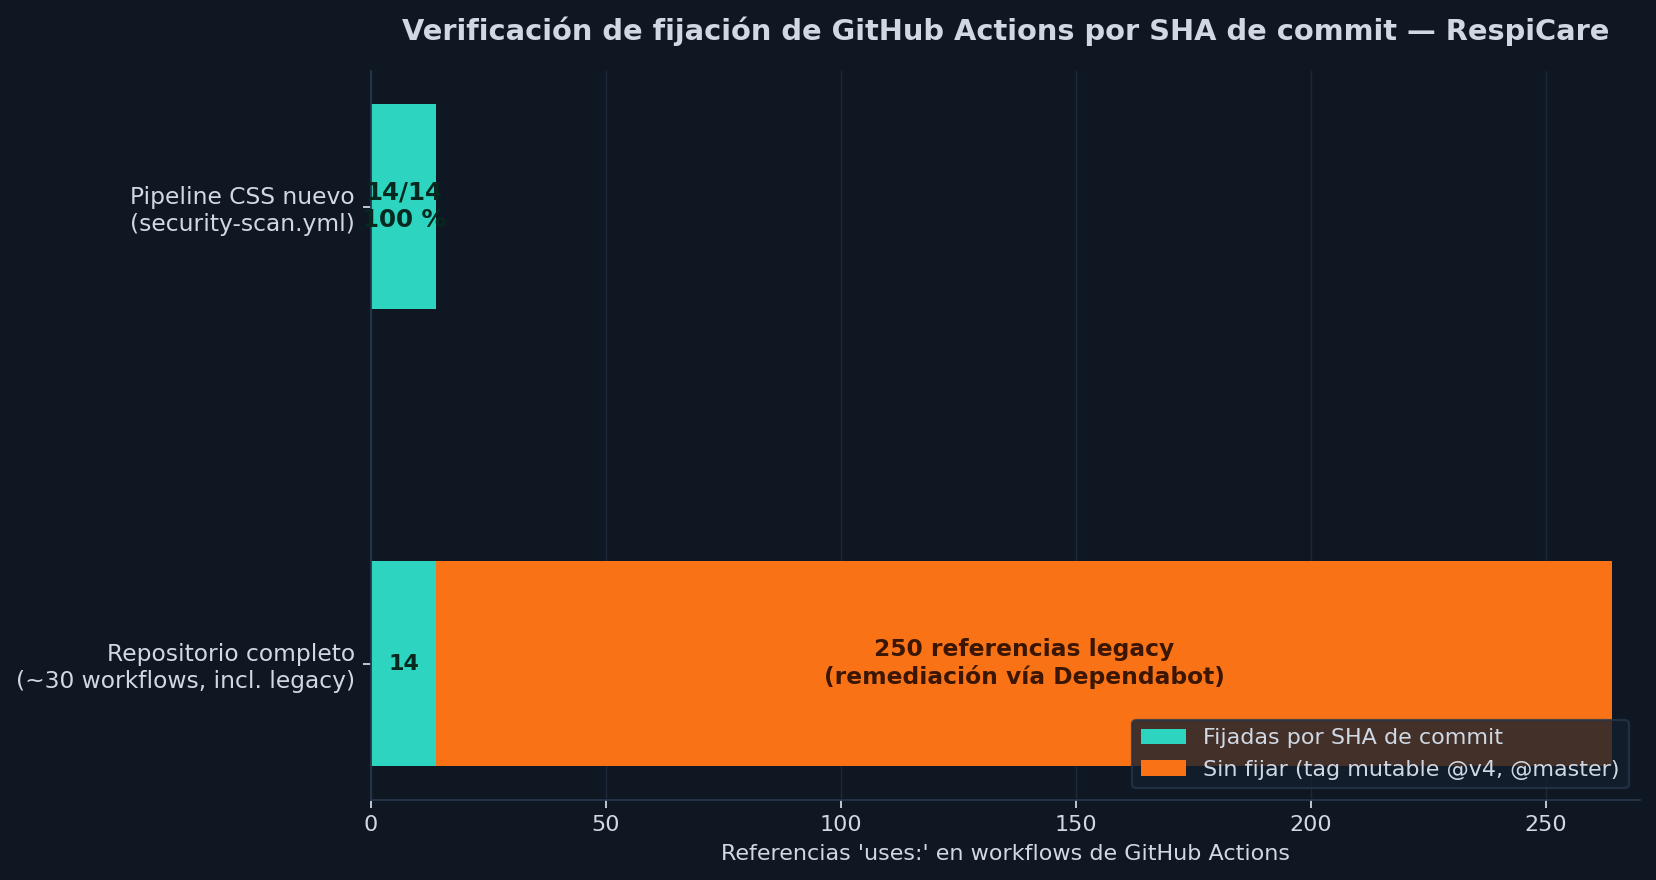 Verificación de fijación de GitHub Actions por SHA de commit — RespiCare
Pipeline CSS nuevo
(security-scan.yml)
14/14
100 %
Repositorio completo
(~30 workflows, incl. legacy)
14
250 referencias legacy
(remediación vía Dependabot)
Fijadas por SHA de commit
Sin fijar (tag mutable @v4, @master)
0 50 100 150 200 250
Referencias 'uses:' en workflows de GitHub Actions